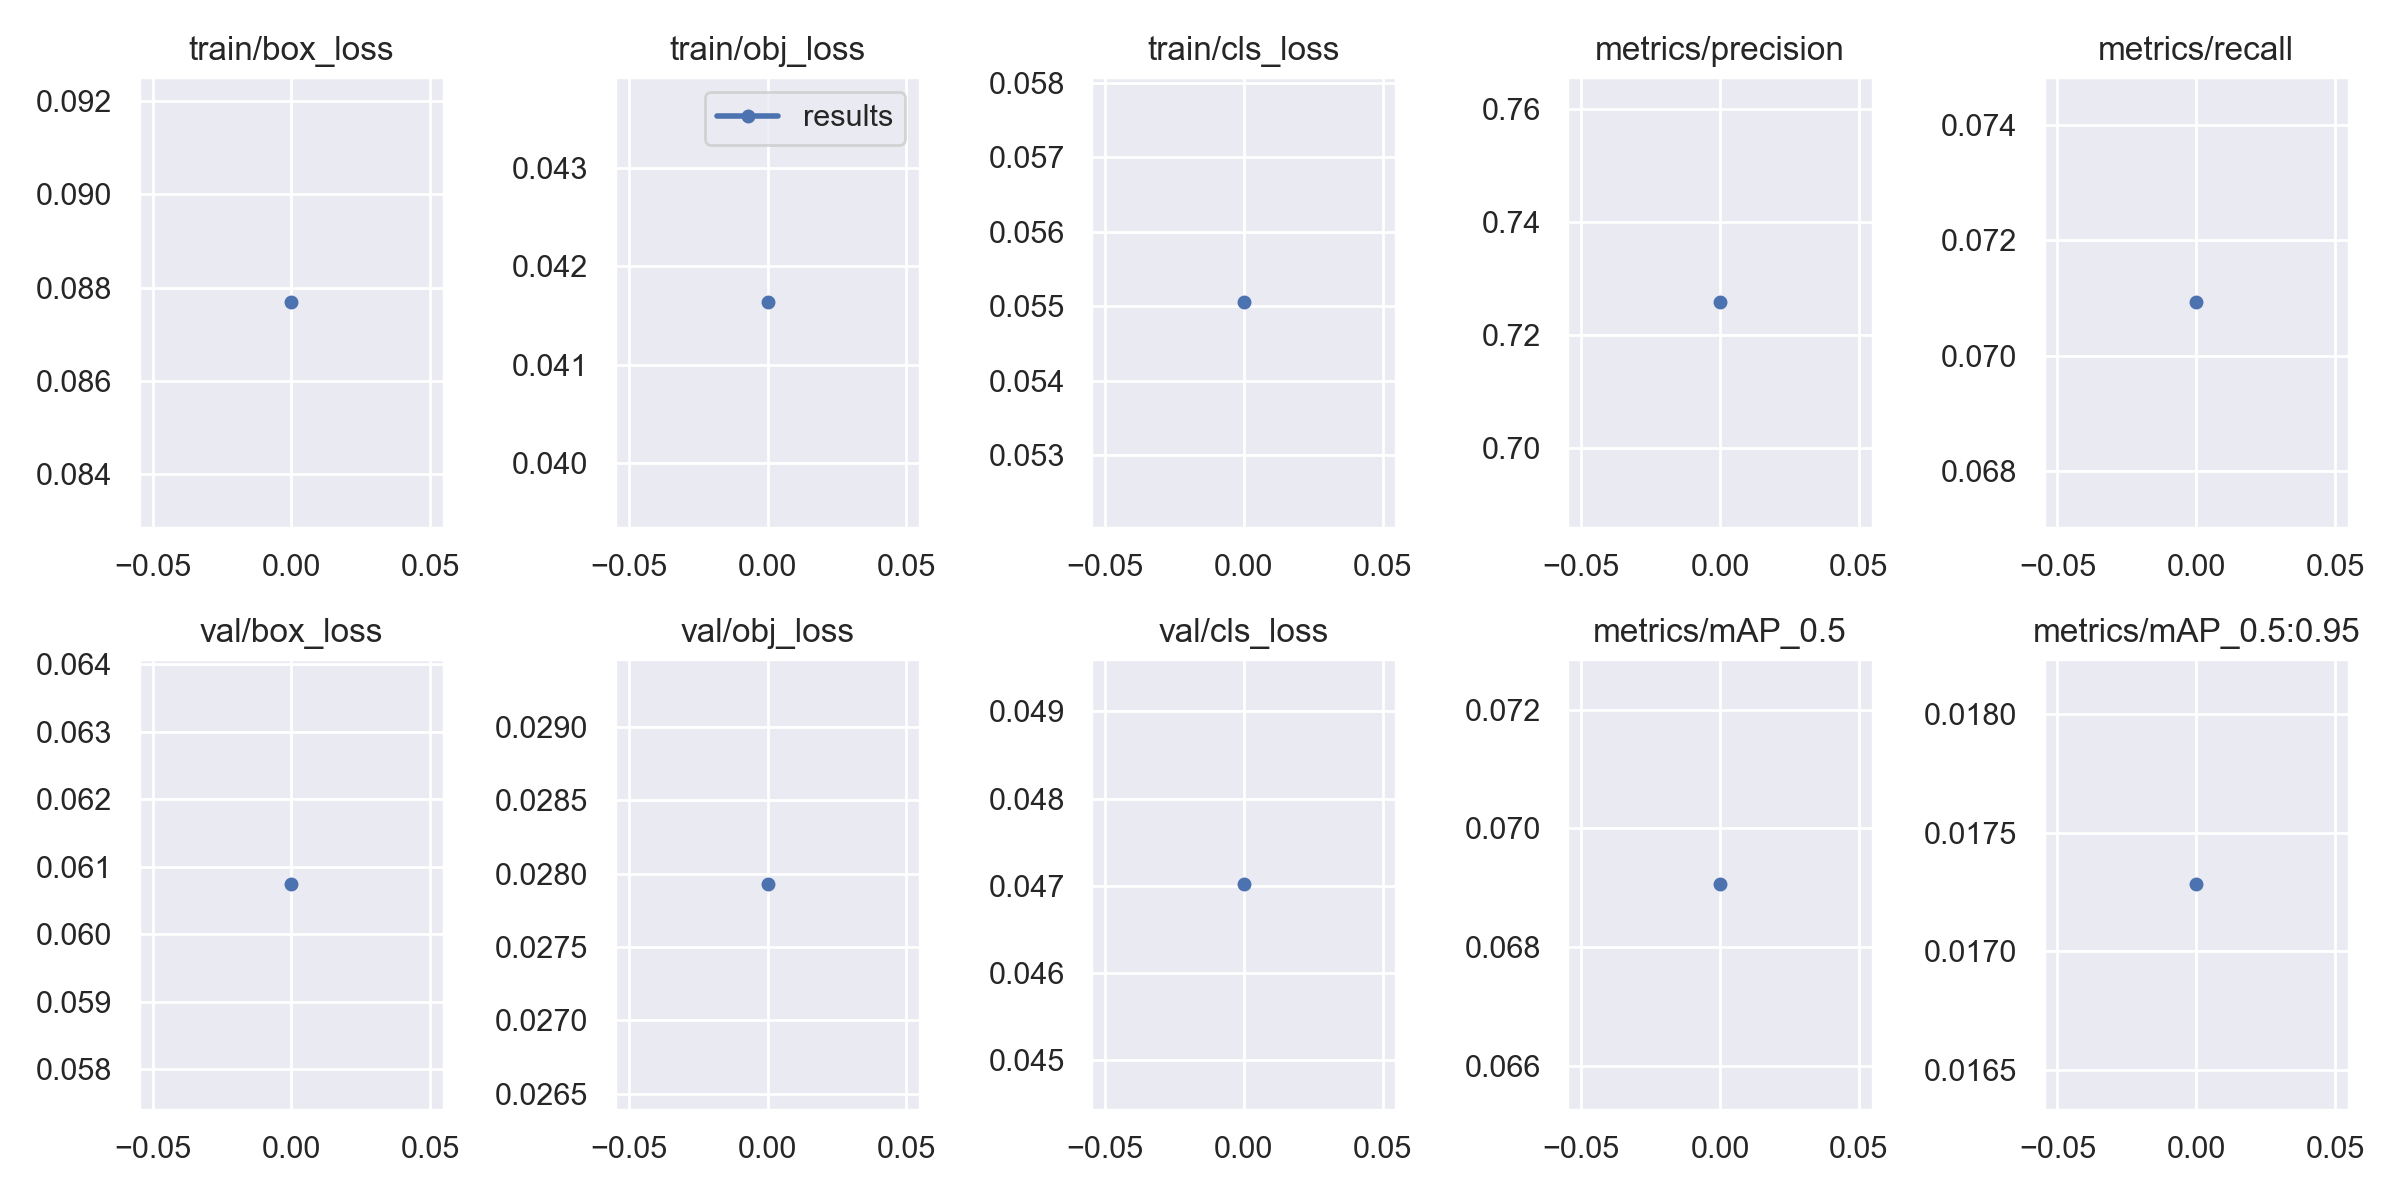 train/box_loss
0.092
0.090
0.088
0.086
0.084
−0.05 0.00 0.05
train/obj_loss
results
0.043
0.042
0.041
0.040
−0.05 0.00 0.05
train/cls_loss
0.058
0.057
0.056
0.055
0.054
0.053
−0.05 0.00 0.05
metrics/precision
0.76
0.74
0.72
0.70
−0.05 0.00 0.05
metrics/recall
0.074
0.072
0.070
0.068
−0.05 0.00 0.05
val/box_loss
0.064
0.063
0.062
0.061
0.060
0.059
0.058
−0.05 0.00 0.05
val/obj_loss
0.0290
0.0285
0.0280
0.0275
0.0270
0.0265
−0.05 0.00 0.05
val/cls_loss
0.049
0.048
0.047
0.046
0.045
−0.05 0.00 0.05
metrics/mAP_0.5
0.072
0.070
0.068
0.066
−0.05 0.00 0.05
metrics/mAP_0.5:0.95
0.0180
0.0175
0.0170
0.0165
−0.05 0.00 0.05